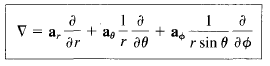 ∇ = a_r ∂/∂r + a_θ 1/r ∂/∂θ + a_ϕ 1/(r sin θ) ∂/∂ϕ